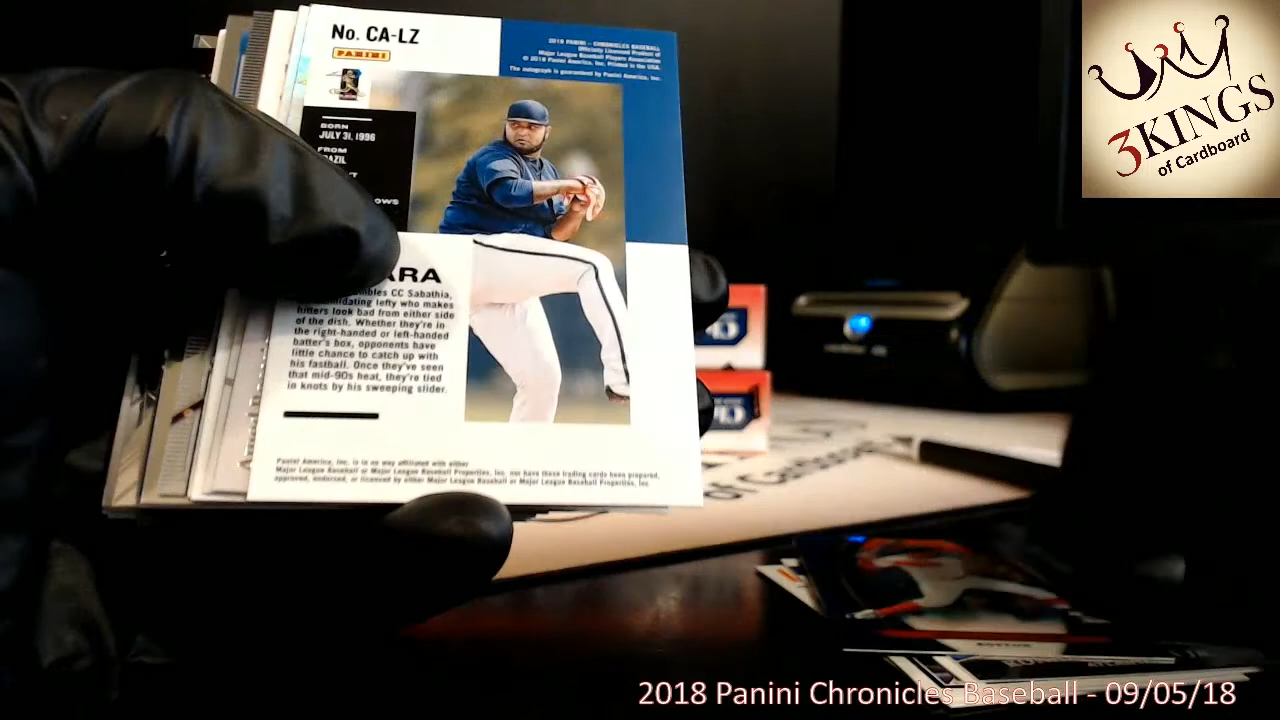 No. CA-LZ
PANINI
2018 PANINI - CHRONICLES BASEBALL
Officially Licensed Product of
Major League Baseball Players Association
© 2018 Panini America, Inc. Printed in the USA.
The autograph is guaranteed by Panini America, Inc.
BORN
JULY 31, 1996
FROM
AZIL
OWS
ARA
mbles CC Sabathia,
idating lefty who makes
hitters look bad from either side
of the dish. Whether they're in
the right-handed or left-handed
batter's box, opponents have
little chance to catch up with
his fastball. Once they've seen
that mid-90s heat, they're tied
in knots by his sweeping slider.
Panini America, Inc. is in no way affiliated with either
Major League Baseball or Major League Baseball Properties, Inc. nor have these trading cards been prepared,
approved, endorsed, or licensed by either Major League Baseball or Major League Baseball Properties, Inc.
3KINGS
of Cardboard
of Cardboard
BOSTON
2018 Panini Chronicles Baseball - 09/05/18